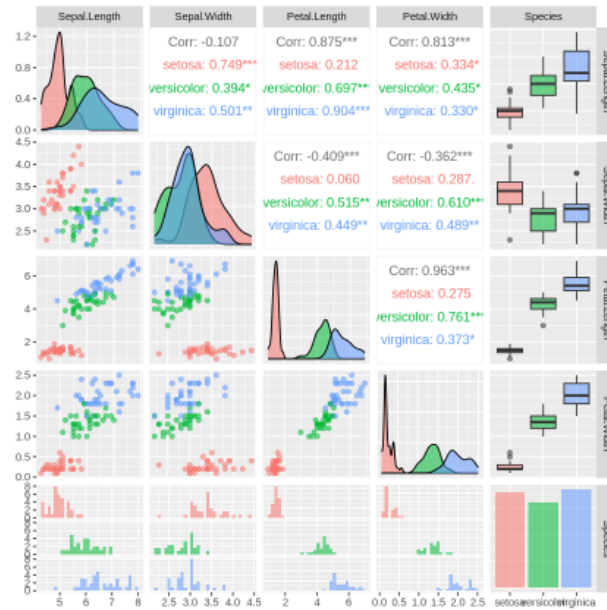 Sepal.Length Sepal.Width Petal.Length Petal.Width Species
1.2 Corr: -0.107 Corr: 0.875*** Corr: 0.813***
0.8 setosa: 0.749*** setosa: 0.212 setosa: 0.334*
0.4 versicolor: 0.394* versicolor: 0.697** versicolor: 0.435*
0.0 virginica: 0.501** virginica: 0.904*** virginica: 0.330*
4.5 Corr: -0.409*** Corr: -0.362***
4.0 setosa: 0.060 setosa: 0.287.
3.5 versicolor: 0.515** versicolor: 0.610***
3.0 virginica: 0.449** virginica: 0.489**
2.5
6 Corr: 0.963***
setosa: 0.275
4 versicolor: 0.761***
2 virginica: 0.373*
2.5
2.0
1.5
1.0
0.5
0.0
5 6 7 8 2.5 3.0 3.5 4.0 4.5 2 4 6 0.0 0.5 1.0 1.5 2.0 2.5 setosa versicolor virginica